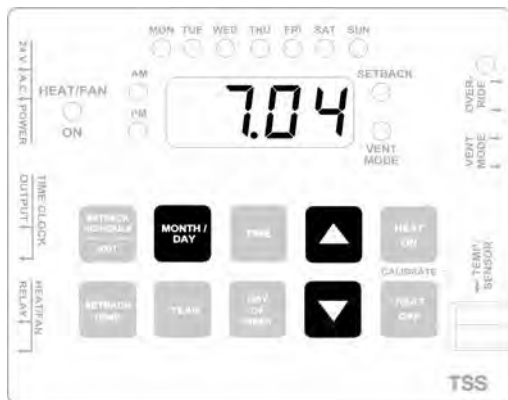 MON TUE WED THU FRI SAT SUN
24 V A.C. POWER
HEAT/FAN
ON
AM
PM
7.04
SETBACK
VENT
MODE
OVER-
RIDE
VENT
MODE
TIME CLOCK
OUTPUT
SETBACK
SCHEDULE
EXIT
MONTH /
DAY
TIME
HEAT
ON
CALIBRATE
TEMP.
SENSOR
HEAT/FAN
RELAY
SETBACK
TEMP
YEAR
DAY
OF
WEEK
HEAT
OFF
TSS